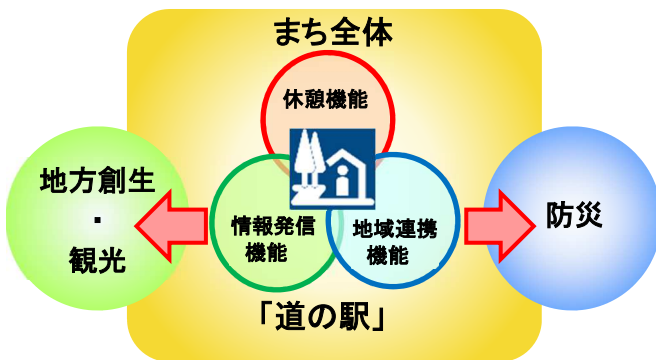 まち全体
休憩機能
地方創生
・
観光
情報発信
機能
地域連携
機能
防災
「道の駅」